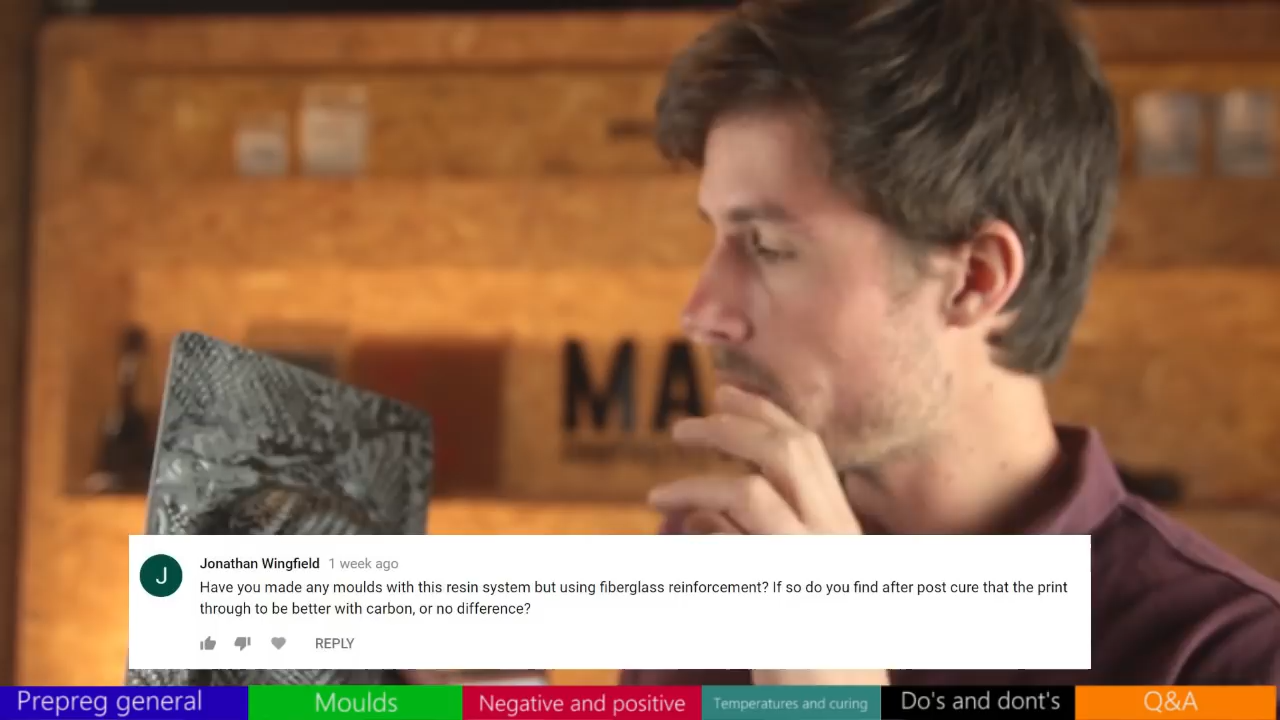 MA
J
Jonathan Wingfield 1 week ago
Have you made any moulds with this resin system but using fiberglass reinforcement? If so do you find after post cure that the print
through to be better with carbon, or no difference?
REPLY
Prepreg general
Moulds
Negative and positive
Temperatures and curing
Do's and dont's
Q&A